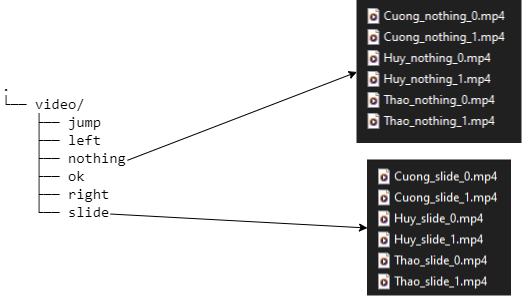 .
└── video/
├── jump
├── left
├── nothing
├── ok
├── right
└── slide
Cuong_nothing_0.mp4
Cuong_nothing_1.mp4
Huy_nothing_0.mp4
Huy_nothing_1.mp4
Thao_nothing_0.mp4
Thao_nothing_1.mp4
Cuong_slide_0.mp4
Cuong_slide_1.mp4
Huy_slide_0.mp4
Huy_slide_1.mp4
Thao_slide_0.mp4
Thao_slide_1.mp4